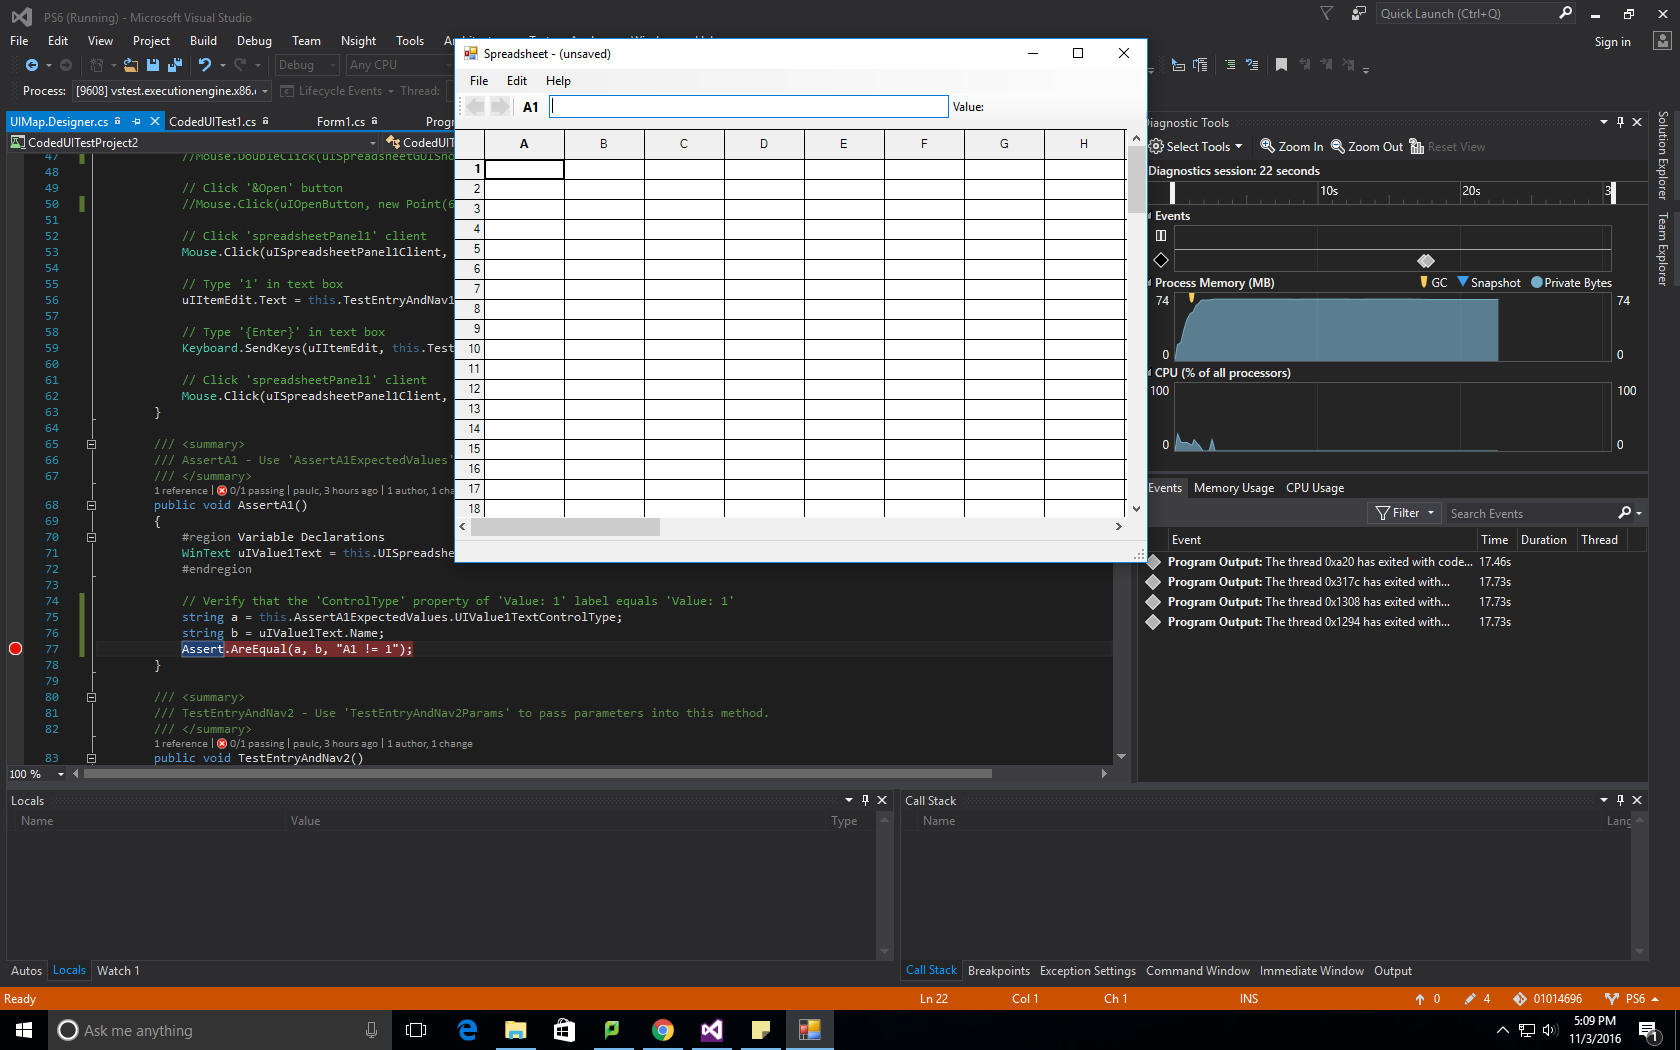 PS6 (Running) - Microsoft Visual Studio
Quick Launch (Ctrl+Q)
File Edit View Project Build Debug Team Nsight Tools
Sign in
Debug Any CPU
Process: [9608] vstest.executionengine.x86. Lifecycle Events Thread:
UIMap.Designer.cs CodedUITest1.cs Form1.cs Progr
CodedUITestProject2 CodedUIT
47 //Mouse.DoubleClick(uISpreadsheetGUISho
48
49 // Click '&Open' button
50 //Mouse.Click(uIOpenButton, new Point(6
51
52 // Click 'spreadsheetPanel1' client
53 Mouse.Click(uISpreadsheetPanel1Client,
54
55 // Type '1' in text box
56 uIItemEdit.Text = this.TestEntryAndNav1
57
58 // Type '{Enter}' in text box
59 Keyboard.SendKeys(uIItemEdit, this.Test
60
61 // Click 'spreadsheetPanel1' client
62 Mouse.Click(uISpreadsheetPanel1Client,
63 }
64
65 /// <summary>
66 /// AssertA1 - Use 'AssertA1ExpectedValues'
67 /// </summary>
1 reference | 0/1 passing | paulc, 3 hours ago | 1 author, 1 cha
68 public void AssertA1()
69 {
70 #region Variable Declarations
71 WinText uIValue1Text = this.UISpreadshe
72 #endregion
73
74 // Verify that the 'ControlType' property of 'Value: 1' label equals 'Value: 1'
75 string a = this.AssertA1ExpectedValues.UIValue1TextControlType;
76 string b = uIValue1Text.Name;
77 Assert.AreEqual(a, b, "A1 != 1");
78 }
79
80 /// <summary>
81 /// TestEntryAndNav2 - Use 'TestEntryAndNav2Params' to pass parameters into this method.
82 /// </summary>
1 reference | 0/1 passing | paulc, 3 hours ago | 1 author, 1 change
83 public void TestEntryAndNav2()
100 %
Spreadsheet - (unsaved)
File Edit Help
A1 Value:
A B C D E F G H
1
2
3
4
5
6
7
8
9
10
11
12
13
14
15
16
17
18
Diagnostic Tools
Select Tools Zoom In Zoom Out Reset View
Diagnostics session: 22 seconds
10s 20s 3
Events
Process Memory (MB) GC Snapshot Private Bytes
74 74
0 0
CPU (% of all processors)
100 100
0 0
Events Memory Usage CPU Usage
Filter Search Events
Event Time Duration Thread
Program Output: The thread 0xa20 has exited with code... 17.46s
Program Output: The thread 0x317c has exited with... 17.73s
Program Output: The thread 0x1308 has exited with... 17.73s
Program Output: The thread 0x1294 has exited with... 17.73s
Solution Explorer
Team Explorer
Locals
Name Value Type
Autos Locals Watch 1
Call Stack
Name Lang
Call Stack Breakpoints Exception Settings Command Window Immediate Window Output
Ready Ln 22 Col 1 Ch 1 INS 0 4 01014696 PS6
Ask me anything
5:09 PM
11/3/2016
1